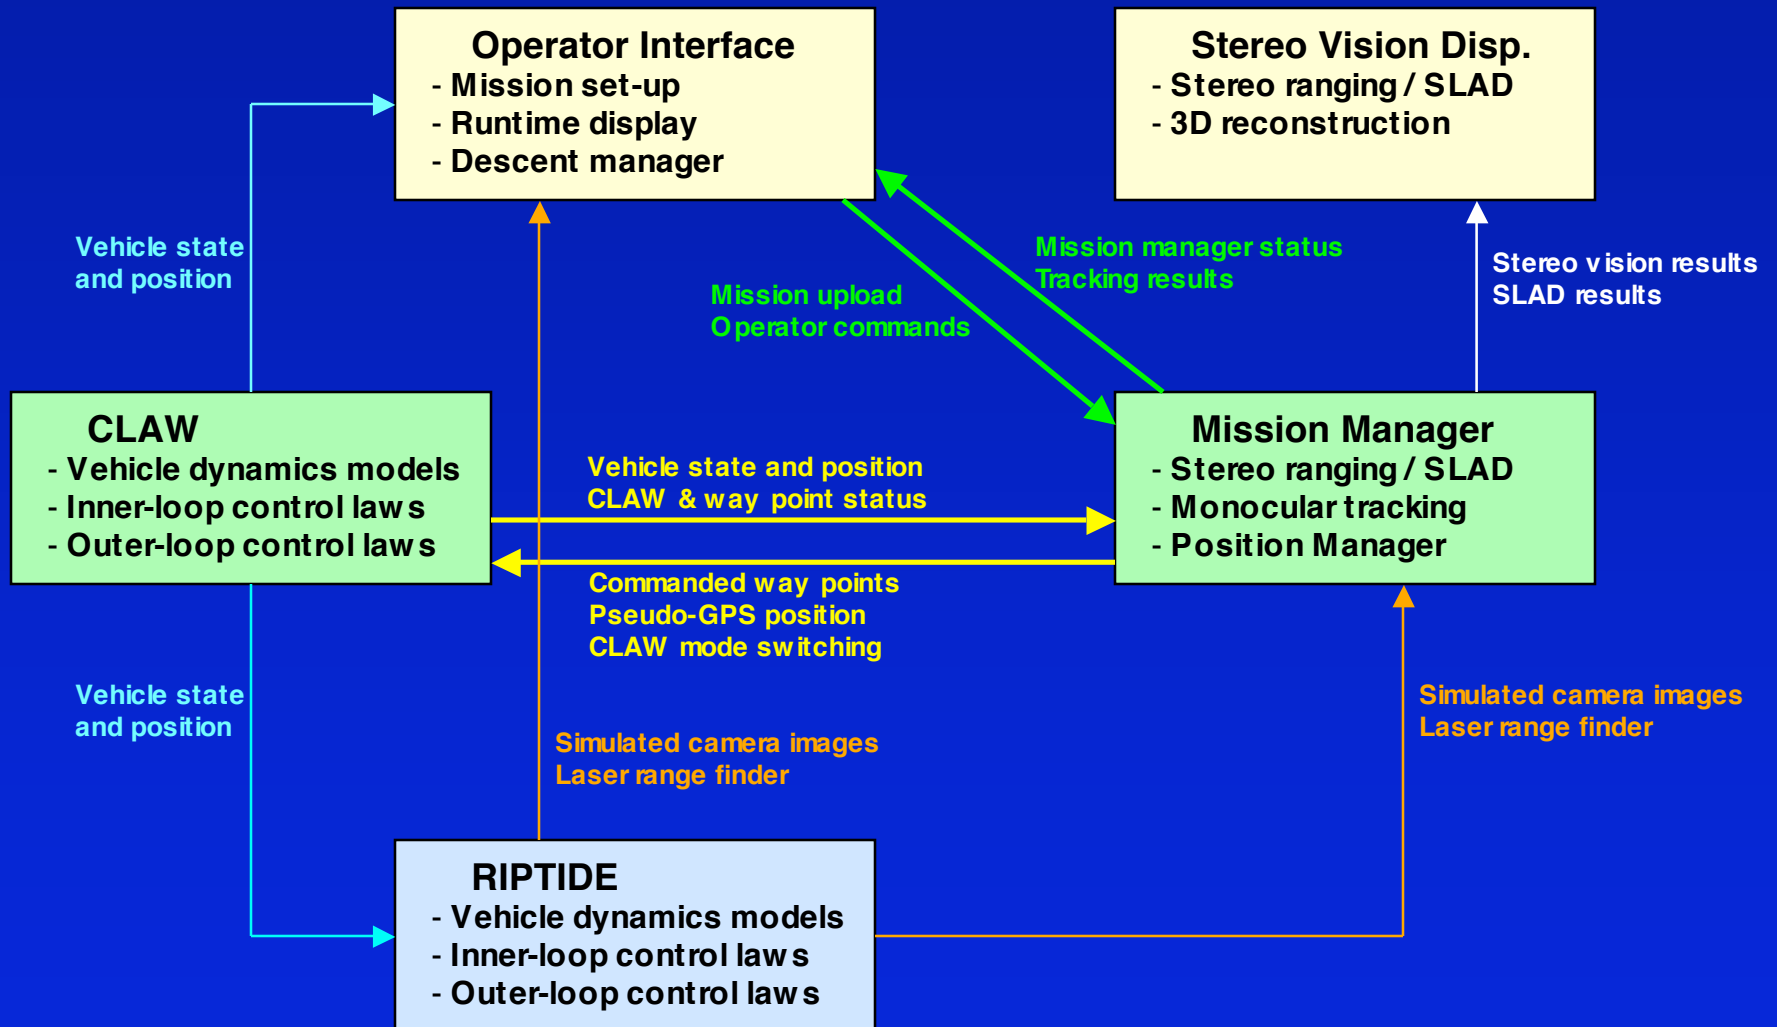 Operator Interface
- Mission set-up
- Runtime display
- Descent manager
Stereo Vision Disp.
- Stereo ranging / SLAD
- 3D reconstruction
Vehicle state
and position
Mission upload
Operator commands
Mission manager status
Tracking results
Stereo vision results
SLAD results
CLAW
- Vehicle dynamics models
- Inner-loop control laws
- Outer-loop control laws
Vehicle state and position
CLAW & way point status
Commanded way points
Pseudo-GPS position
CLAW mode switching
Mission Manager
- Stereo ranging / SLAD
- Monocular tracking
- Position Manager
Vehicle state
and position
Simulated camera images
Laser range finder
Simulated camera images
Laser range finder
RIPTIDE
- Vehicle dynamics models
- Inner-loop control laws
- Outer-loop control laws